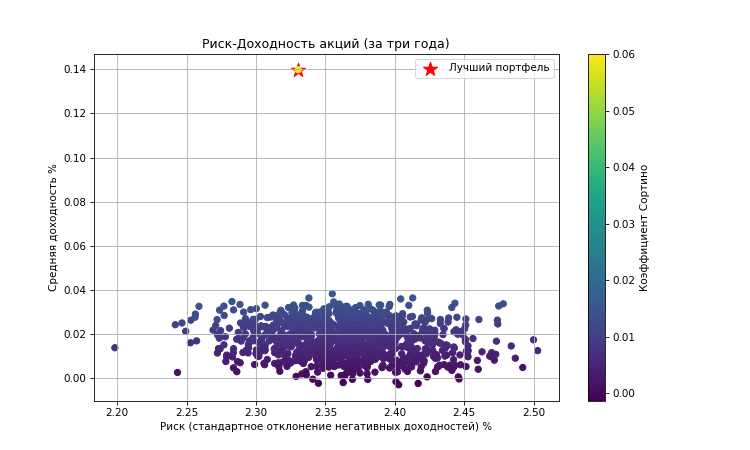 Риск-Доходность акций (за три года)
Лучший портфель
0.14
0.12
0.10
0.08
0.06
0.04
0.02
0.00
Средняя доходность %
2.20 2.25 2.30 2.35 2.40 2.45 2.50
Риск (стандартное отклонение негативных доходностей) %
0.06
0.05
0.04
0.03
0.02
0.01
0.00
Коэффициент Сортино